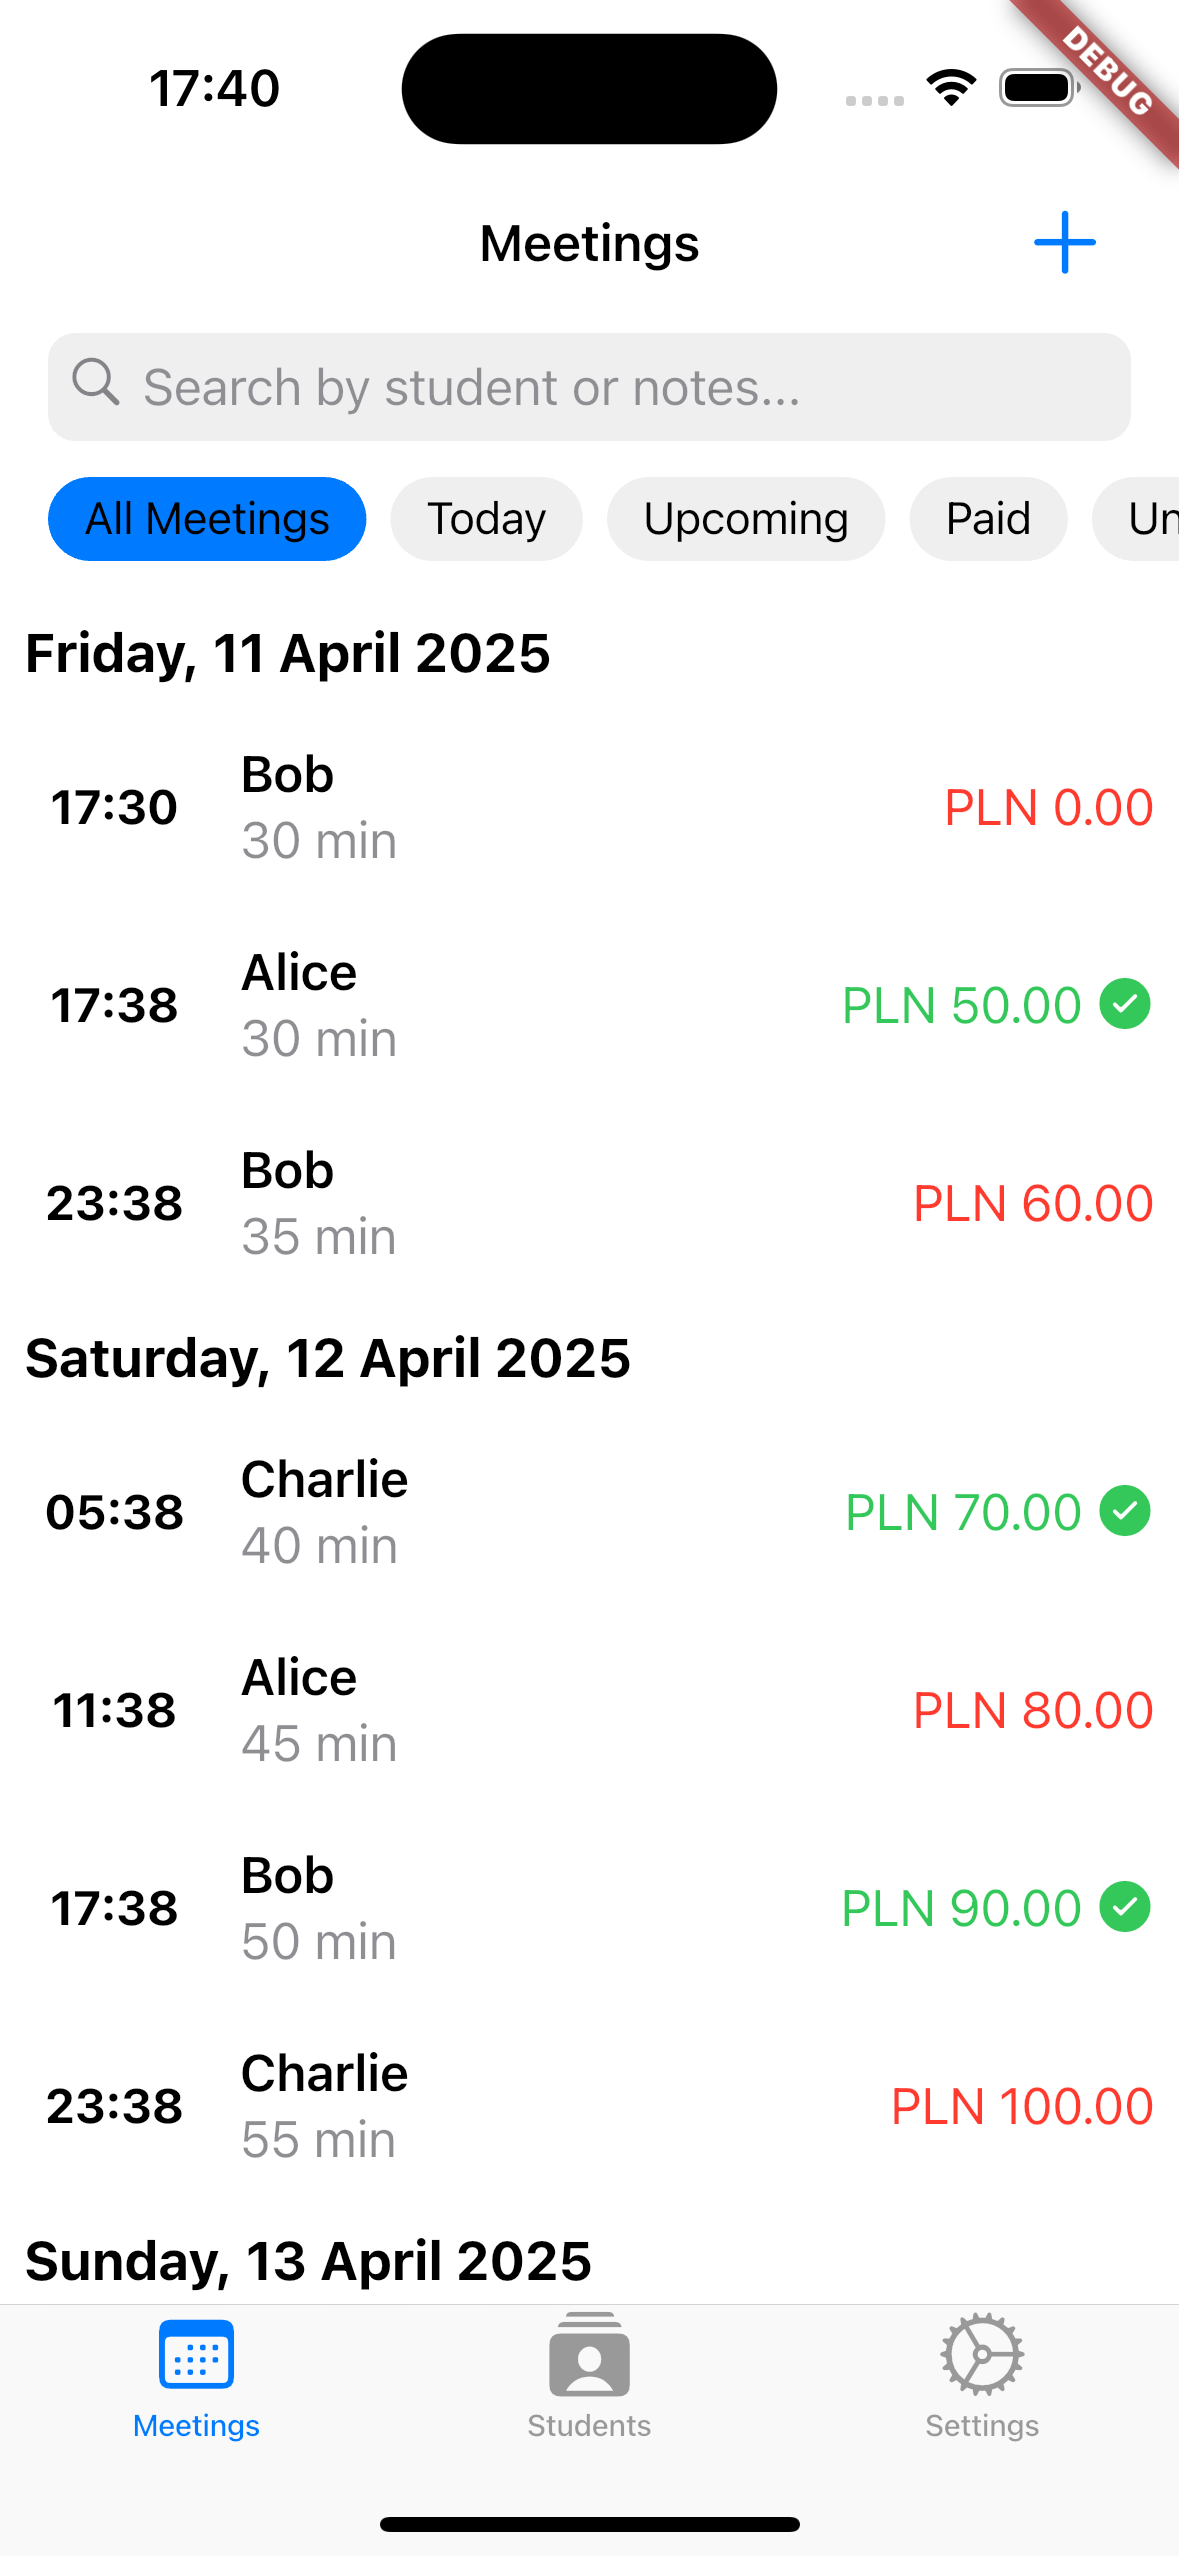 17:40
DEBUG
Meetings
Search by student or notes...
All Meetings Today Upcoming Paid Un
Friday, 11 April 2025
Bob
17:30 PLN 0.00
30 min
Alice
17:38 PLN 50.00
30 min
Bob
23:38 PLN 60.00
35 min
Saturday, 12 April 2025
Charlie
05:38 PLN 70.00
40 min
Alice
11:38 PLN 80.00
45 min
Bob
17:38 PLN 90.00
50 min
Charlie
23:38 PLN 100.00
55 min
Sunday, 13 April 2025
Meetings Students Settings